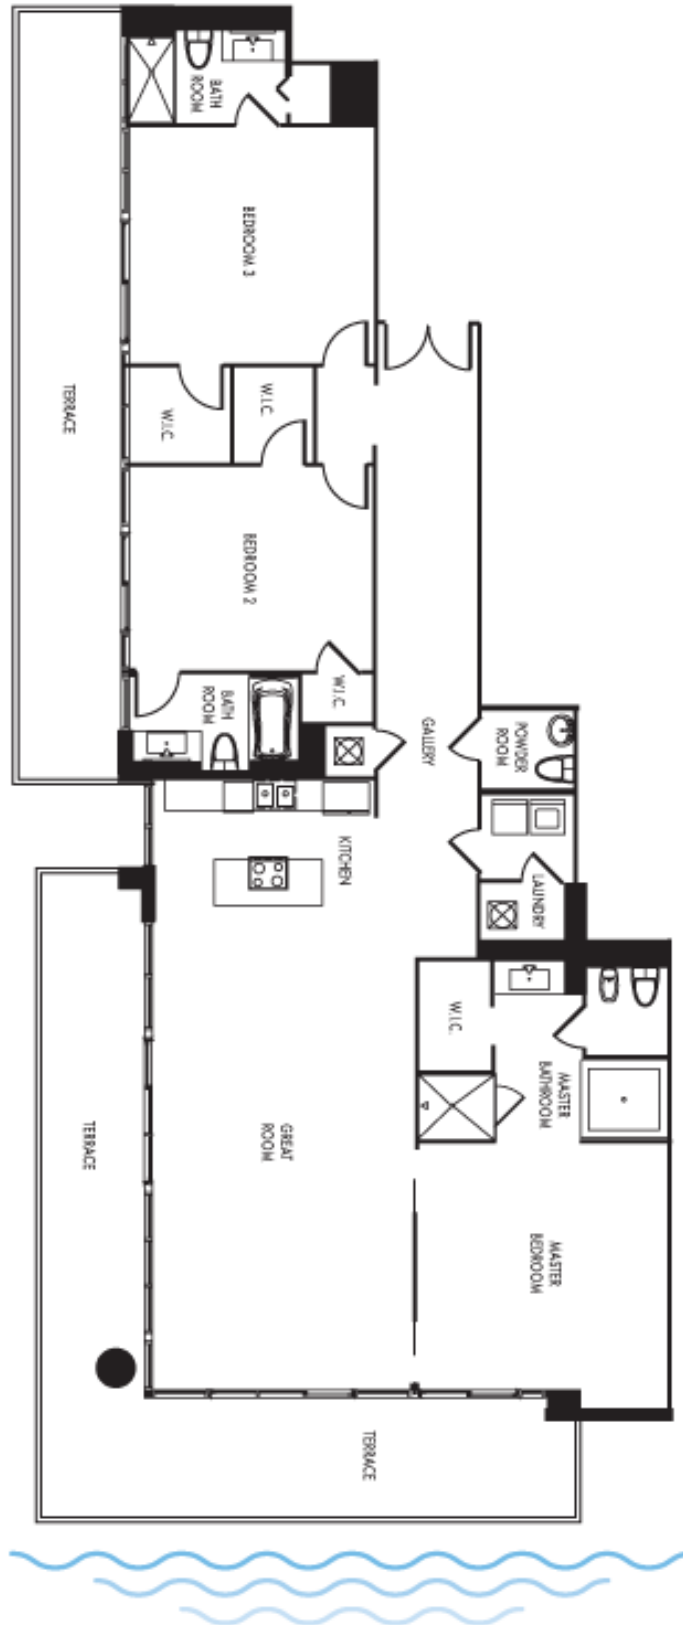 BATH
ROOM
BEDROOM 3
TERRACE
W.I.C.
W.I.C.
BEDROOM 2
W.I.C.
BATH
ROOM
GALLERY
POWDER
ROOM
KITCHEN
LAUNDRY
W.I.C.
MASTER
BATHROOM
TERRACE
GREAT
ROOM
MASTER
BEDROOM
TERRACE